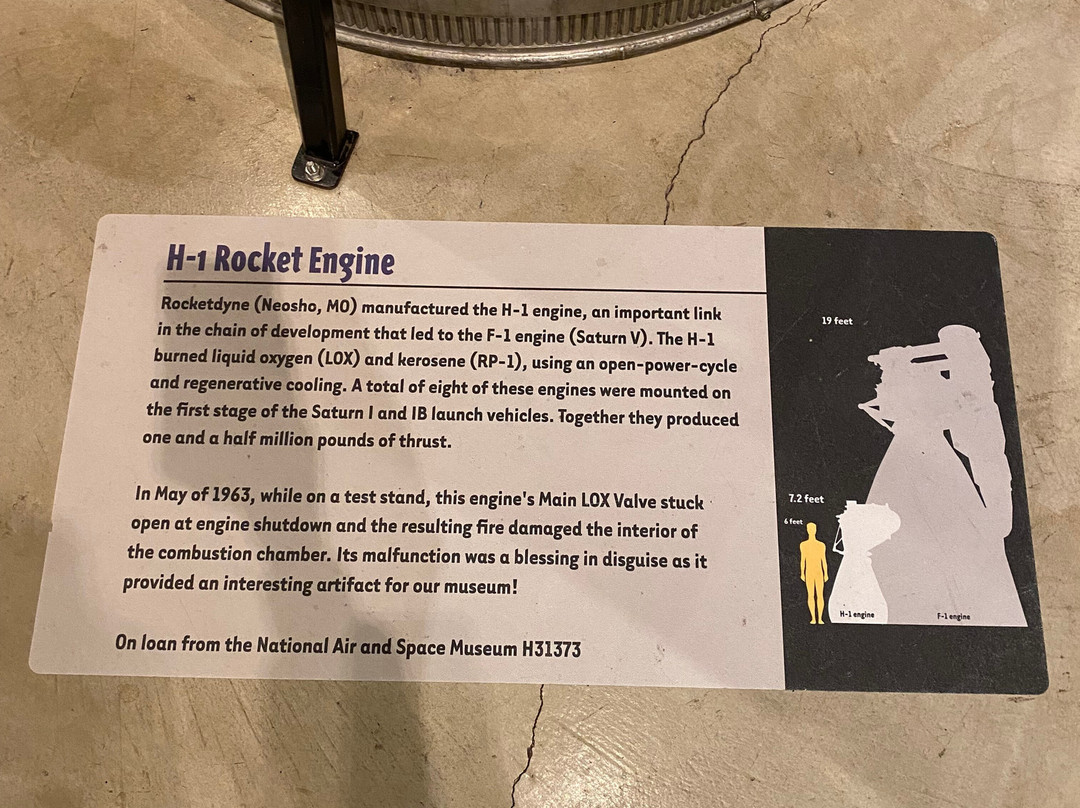 H-1 Rocket Engine
Rocketdyne (Neosho, MO) manufactured the H-1 engine, an important link
in the chain of development that led to the F-1 engine (Saturn V). The H-1
burned liquid oxygen (LOX) and kerosene (RP-1), using an open-power-cycle
and regenerative cooling. A total of eight of these engines were mounted on
the first stage of the Saturn I and IB launch vehicles. Together they produced
one and a half million pounds of thrust.
In May of 1963, while on a test stand, this engine's Main LOX Valve stuck
open at engine shutdown and the resulting fire damaged the interior of
the combustion chamber. Its malfunction was a blessing in disguise as it
provided an interesting artifact for our museum!
On loan from the National Air and Space Museum H31373
19 feet
7.2 feet
6 feet
H-1 engine
F-1 engine